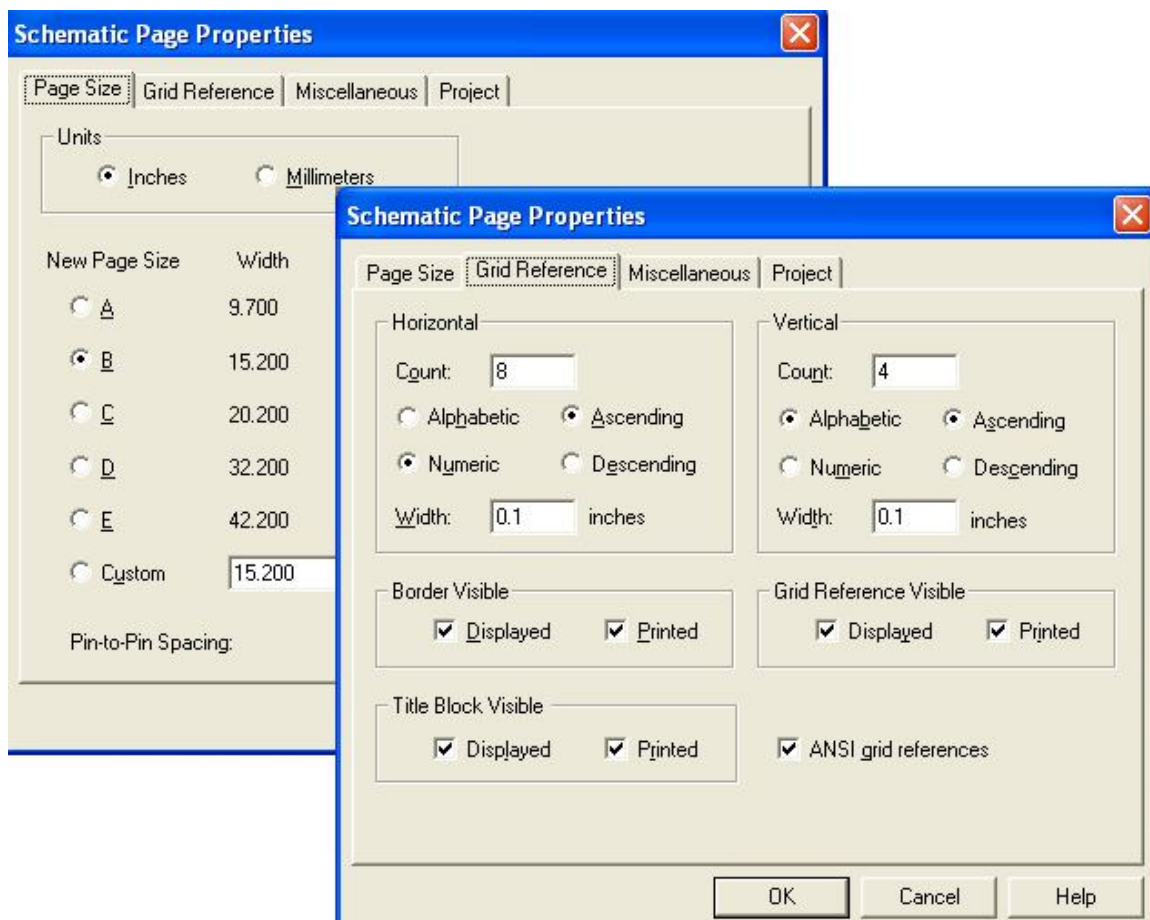 Schematic Page Properties
Page Size Grid Reference Miscellaneous Project
Units
Inches Millimeters
New Page Size Width
A 9.700
B 15.200
C 20.200
D 32.200
E 42.200
Custom 15.200
Pin-to-Pin Spacing:
Schematic Page Properties
Page Size Grid Reference Miscellaneous Project
Horizontal
Count: 8
Alphabetic Ascending
Numeric Descending
Width: 0.1 inches
Vertical
Count: 4
Alphabetic Ascending
Numeric Descending
Width: 0.1 inches
Border Visible
Displayed Printed
Grid Reference Visible
Displayed Printed
Title Block Visible
Displayed Printed
ANSI grid references
OK Cancel Help